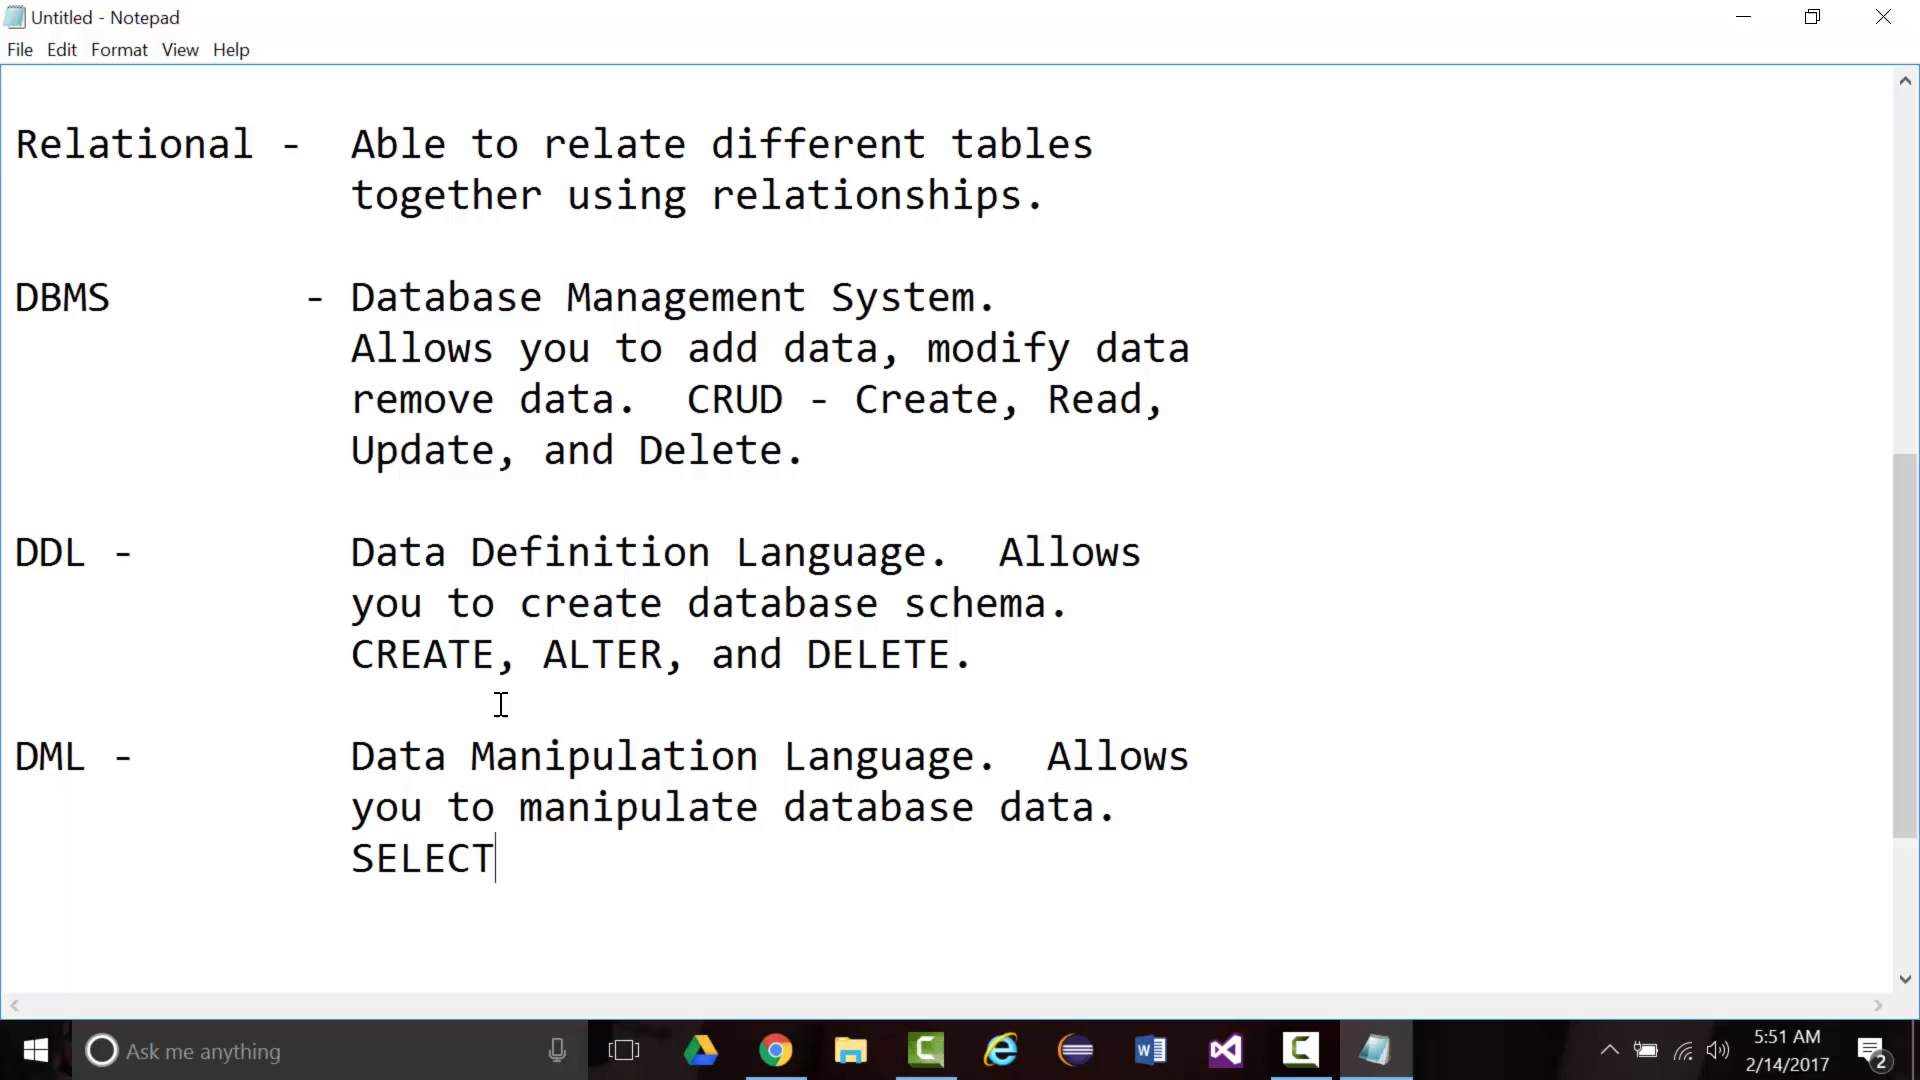 Untitled - Notepad
File Edit Format View Help
Relational - Able to relate different tables
together using relationships.
DBMS - Database Management System.
Allows you to add data, modify data
remove data. CRUD - Create, Read,
Update, and Delete.
DDL - Data Definition Language. Allows
you to create database schema.
CREATE, ALTER, and DELETE.
DML - Data Manipulation Language. Allows
you to manipulate database data.
SELECT
Ask me anything
5:51 AM
2/14/2017
2